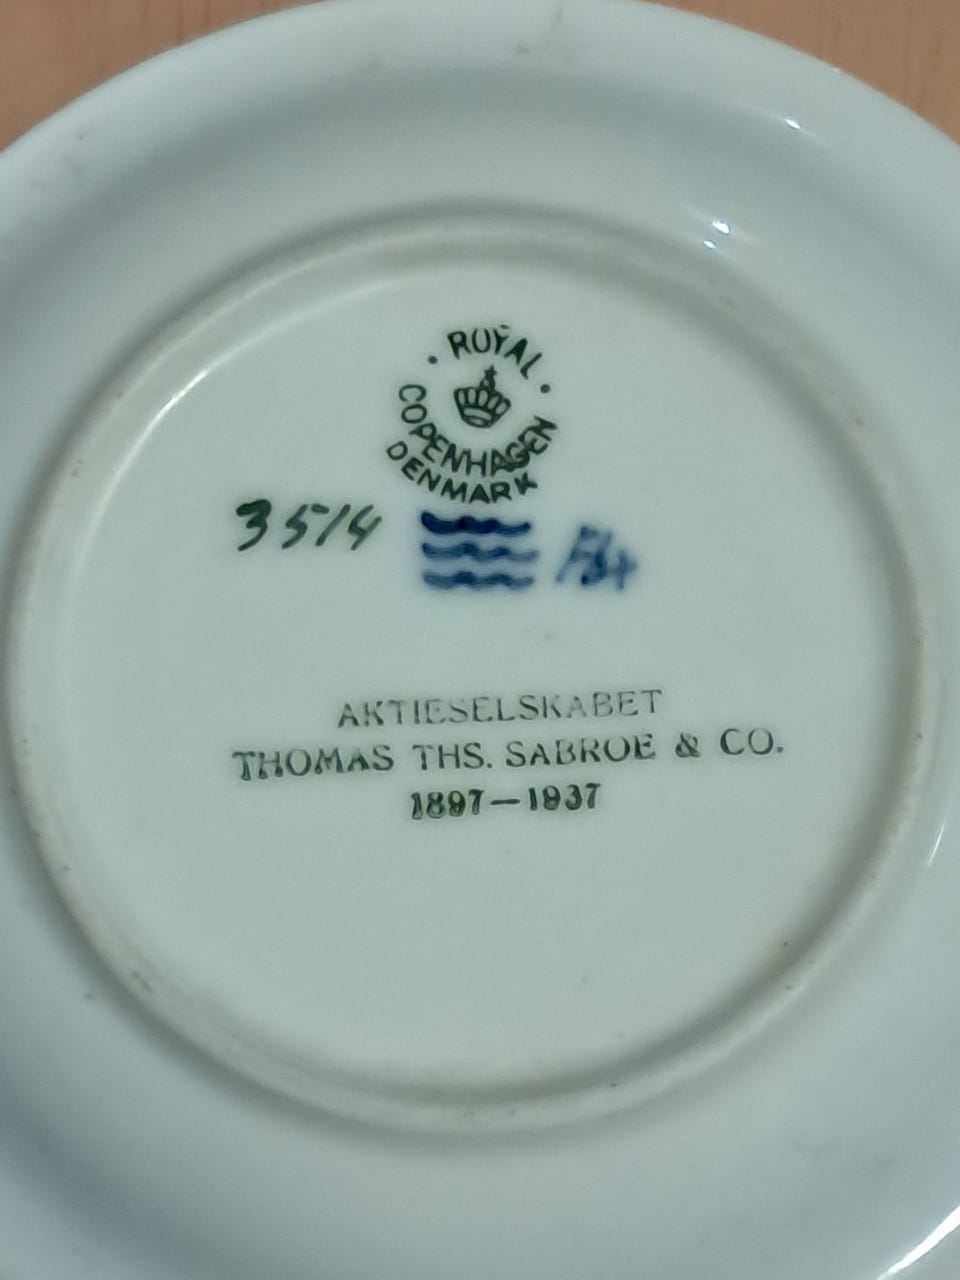 · ROYAL ·
COPENHAGEN
DENMARK
3514
AKTIESELSKABET
THOMAS THS. SABROE & CO.
1897–1937